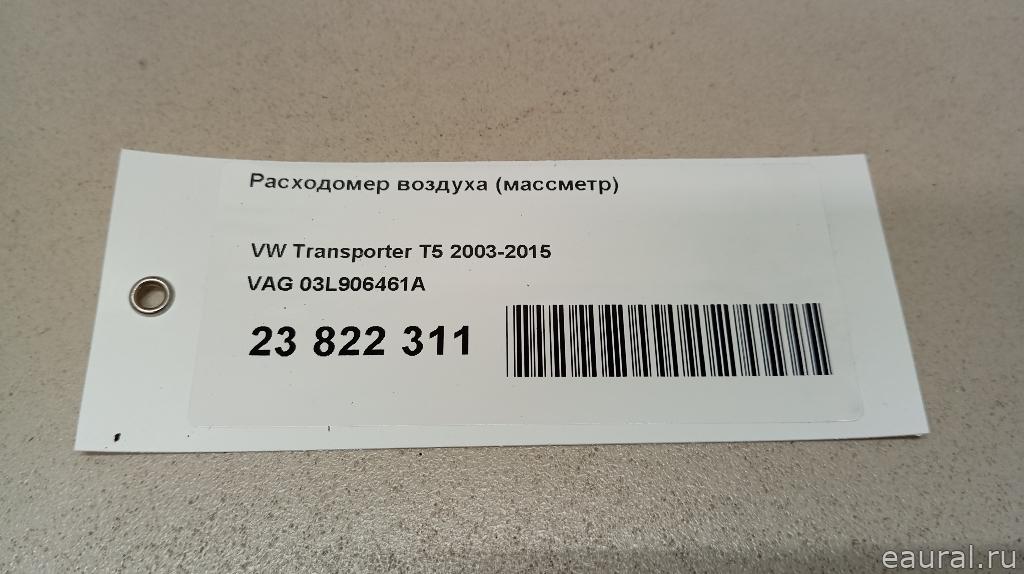 Расходомер воздуха (массметр)
VW Transporter T5 2003-2015
VAG 03L906461A
23 822 311
eaural.ru